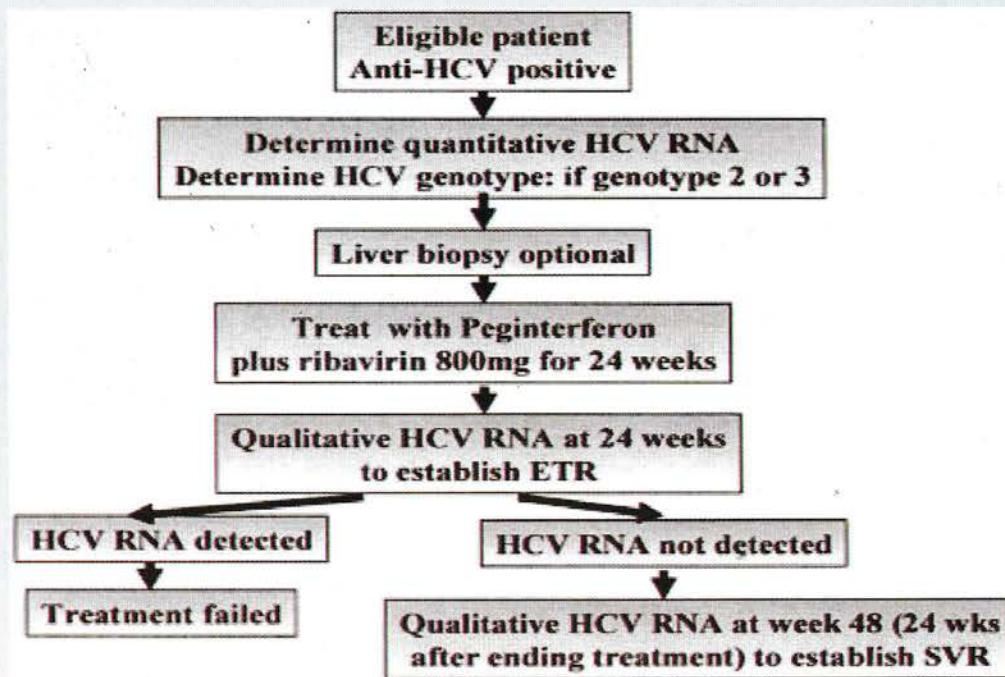 Eligible patient
Anti-HCV positive
Determine quantitative HCV RNA
Determine HCV genotype: if genotype 2 or 3
Liver biopsy optional
Treat with Peginterferon
plus ribavirin 800mg for 24 weeks
Qualitative HCV RNA at 24 weeks
to establish ETR
HCV RNA detected
HCV RNA not detected
Treatment failed
Qualitative HCV RNA at week 48 (24 wks
after ending treatment) to establish SVR